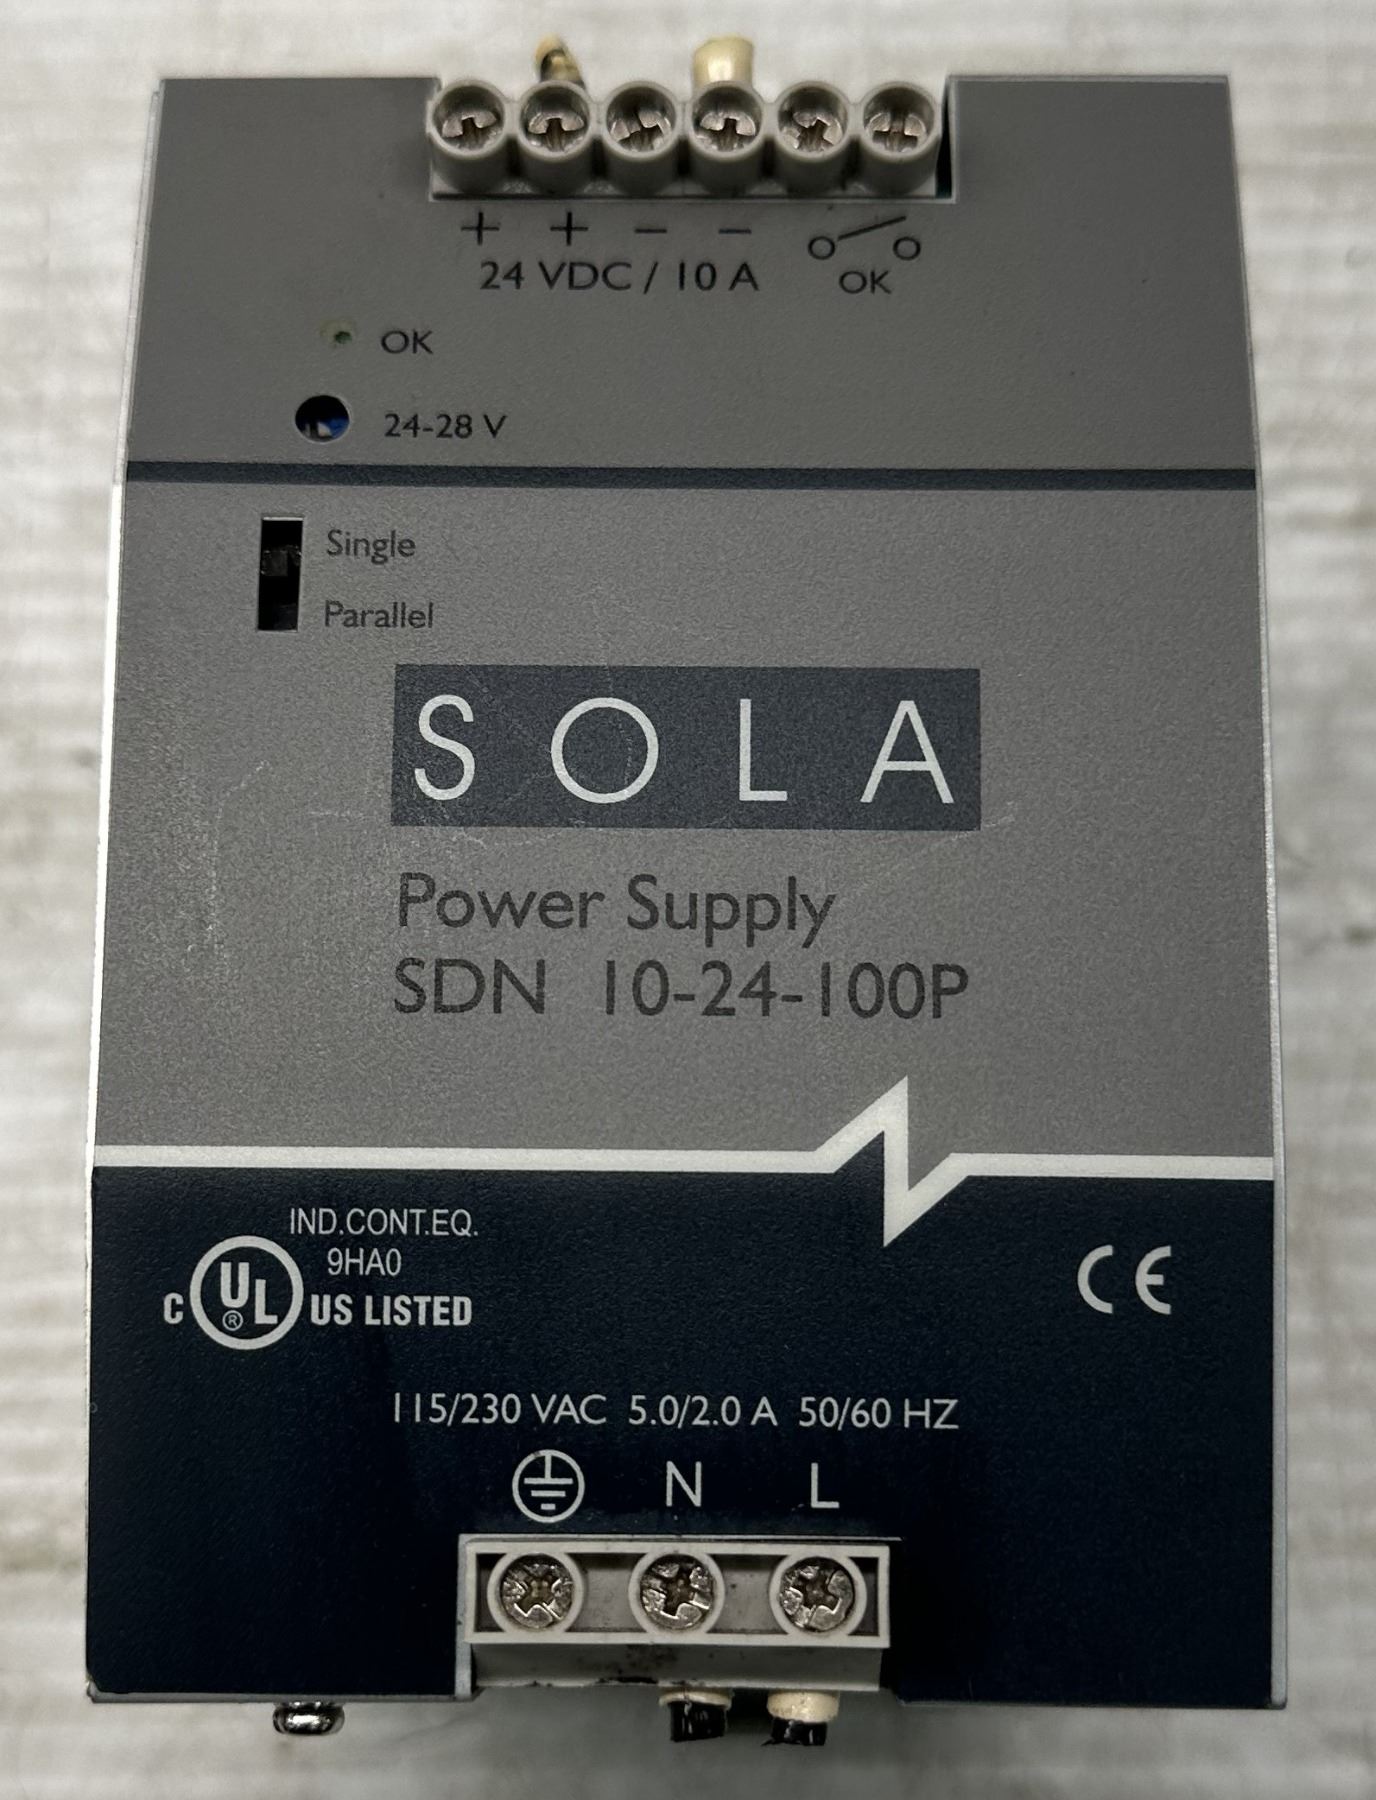 + + − −
24 VDC / 10 A OK
OK
24-28 V
Single
Parallel
SOLA
Power Supply
SDN 10-24-100P
IND.CONT.EQ.
9HA0
C UL ® US LISTED
CE
115/230 VAC 5.0/2.0 A 50/60 HZ
N L